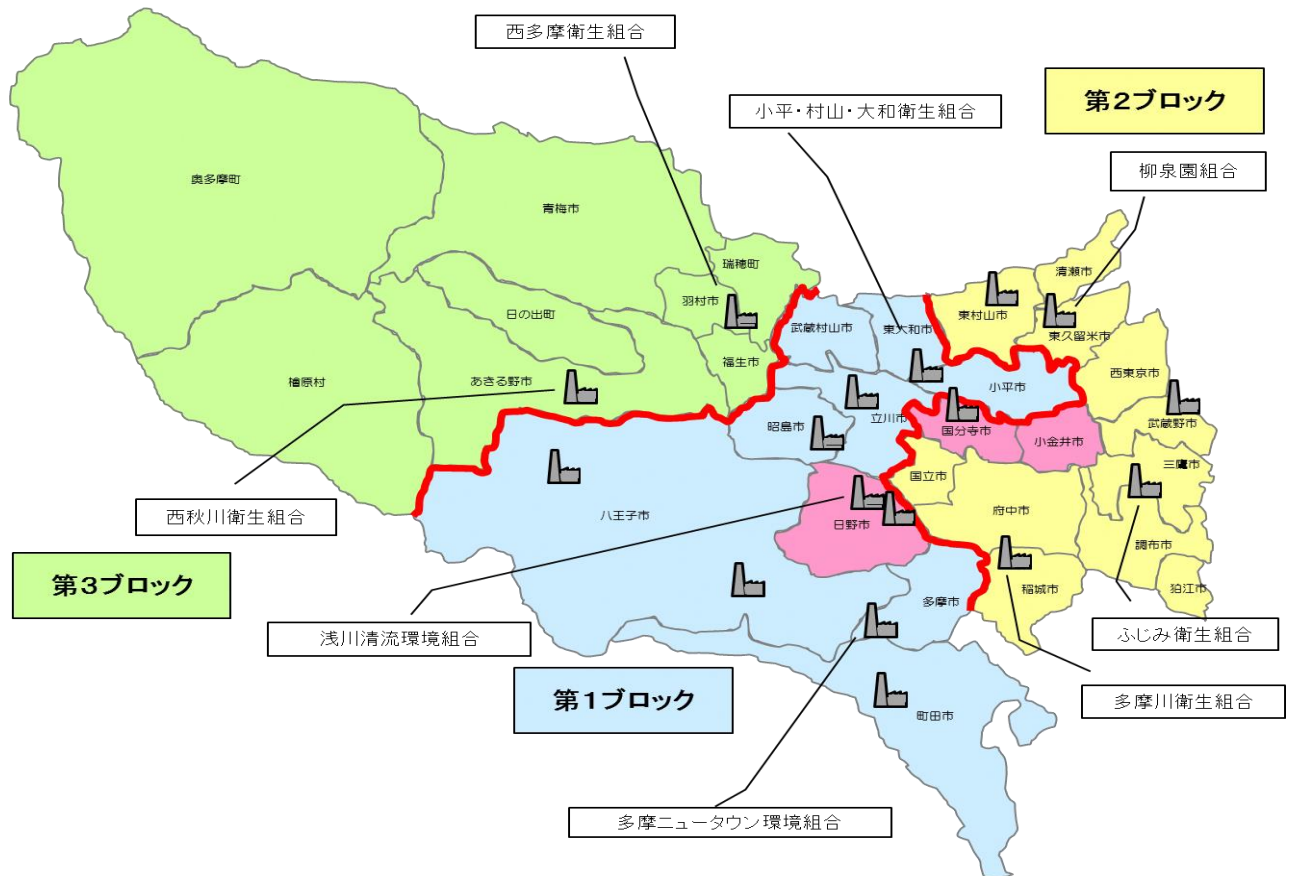 西多摩衛生組合
小平・村山・大和衛生組合
第2ブロック
柳泉園組合
奥多摩町
青梅市
瑞穂町
羽村市
日の出町
福生市
檜原村
あきる野市
武蔵村山市
東大和市
東村山市
清瀬市
東久留米市
西東京市
小平市
武蔵野市
昭島市
立川市
国分寺市
小金井市
三鷹市
国立市
府中市
調布市
狛江市
稲城市
八王子市
日野市
多摩市
町田市
西秋川衛生組合
第3ブロック
浅川清流環境組合
第1ブロック
ふじみ衛生組合
多摩川衛生組合
多摩ニュータウン環境組合